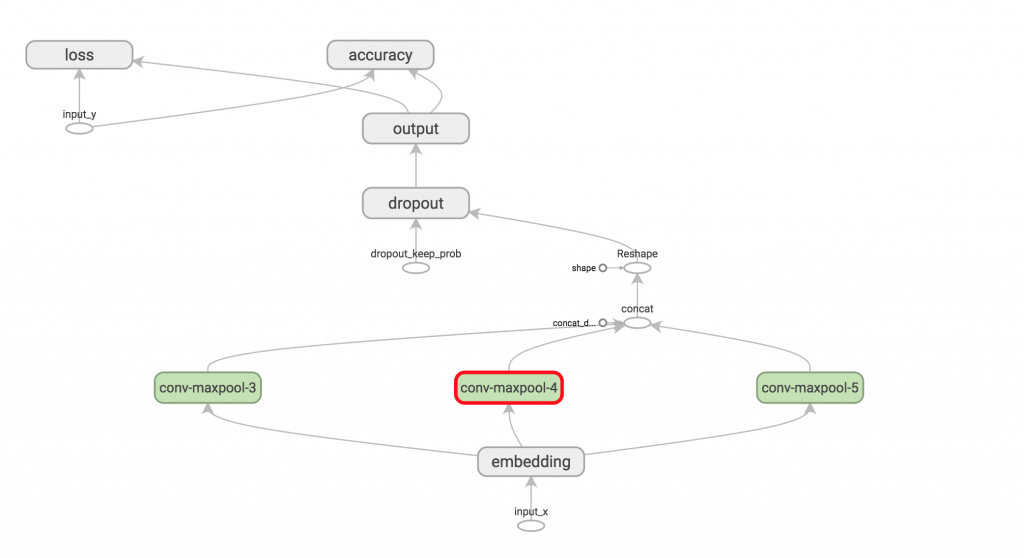 loss
accuracy
input_y
output
dropout
dropout_keep_prob
Reshape
shape
concat
concat_d...
conv-maxpool-3
conv-maxpool-4
conv-maxpool-5
embedding
input_x